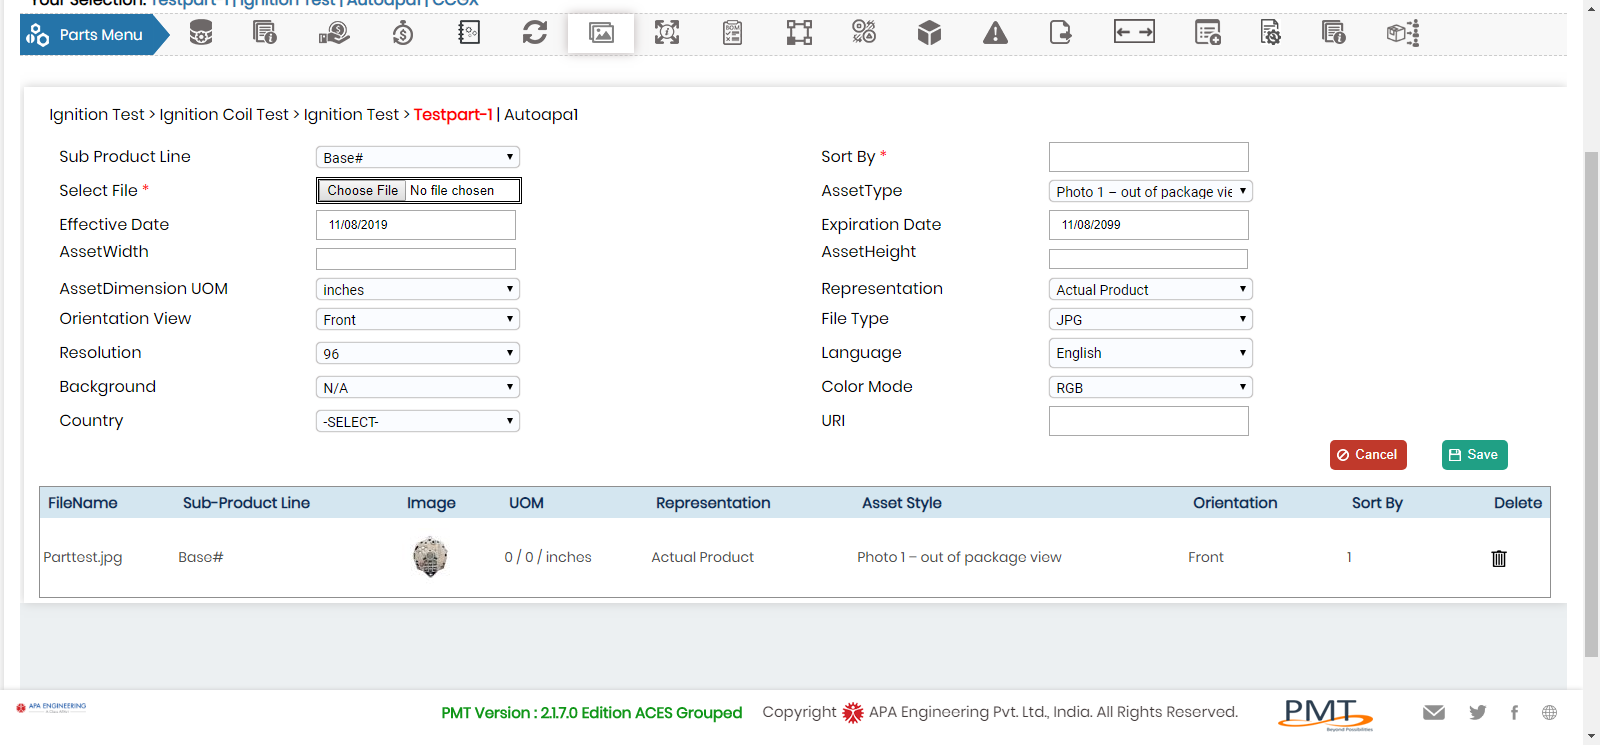 Your Selection: Testpart-1 | Ignition Test | Autoapa1 | CCGX
Parts Menu
Ignition Test > Ignition Coil Test > Ignition Test > Testpart-1 | Autoapa1
Sub Product Line Base# Sort By *
Select File * Choose File No file chosen AssetType Photo 1 – out of package vie
Effective Date 11/08/2019 Expiration Date 11/08/2099
AssetWidth AssetHeight
AssetDimension UOM inches Representation Actual Product
Orientation View Front File Type JPG
Resolution 96 Language English
Background N/A Color Mode RGB
Country -SELECT- URI
Cancel Save
FileName Sub-Product Line Image UOM Representation Asset Style Orientation Sort By Delete
Parttest.jpg Base# 0 / 0 / inches Actual Product Photo 1 – out of package view Front 1
APA ENGINEERING
PMT Version : 2.1.7.0 Edition ACES Grouped Copyright APA Engineering Pvt. Ltd., India. All Rights Reserved.
PMT
Beyond Possibilities